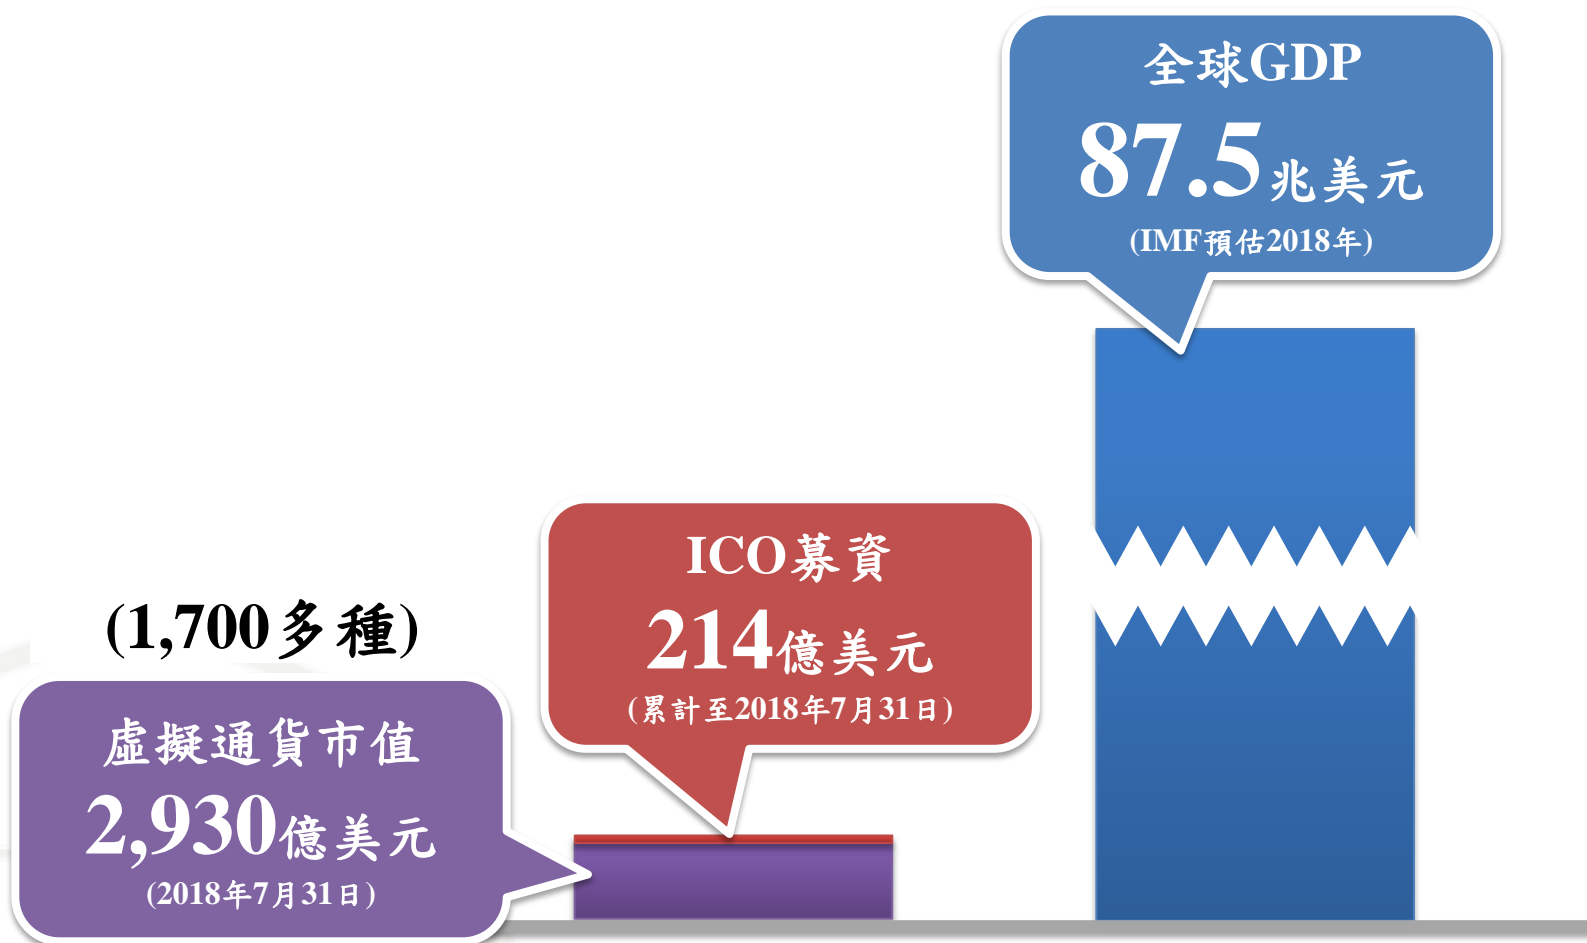 全球GDP
87.5兆美元
(IMF預估2018年)
ICO募資
214億美元
(累計至2018年7月31日)
(1,700多種)
虛擬通貨市值
2,930億美元
(2018年7月31日)